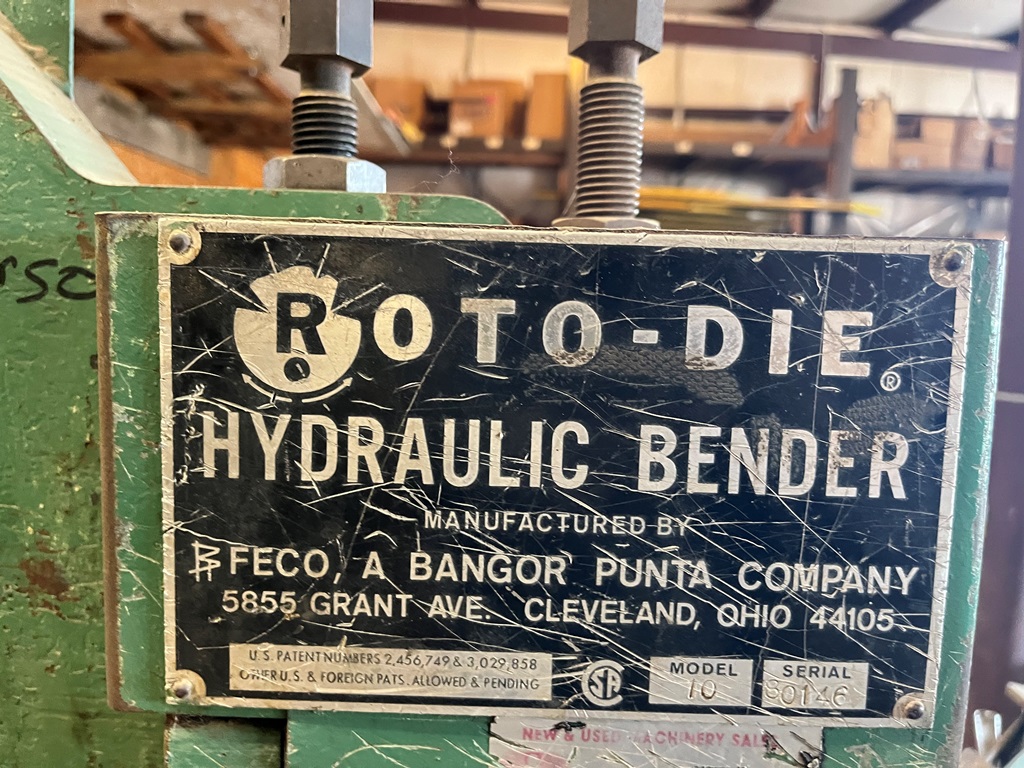 ROTO-DIE®
HYDRAULIC BENDER
MANUFACTURED BY
FECO, A BANGOR PUNTA COMPANY
5855 GRANT AVE. CLEVELAND, OHIO 44105
U.S. PATENT NUMBERS 2,456,749 & 3,029,858
OTHER U.S. & FOREIGN PATS. ALLOWED & PENDING
SA
MODEL
10
SERIAL
80146
NEW & USED MACHINERY SALES